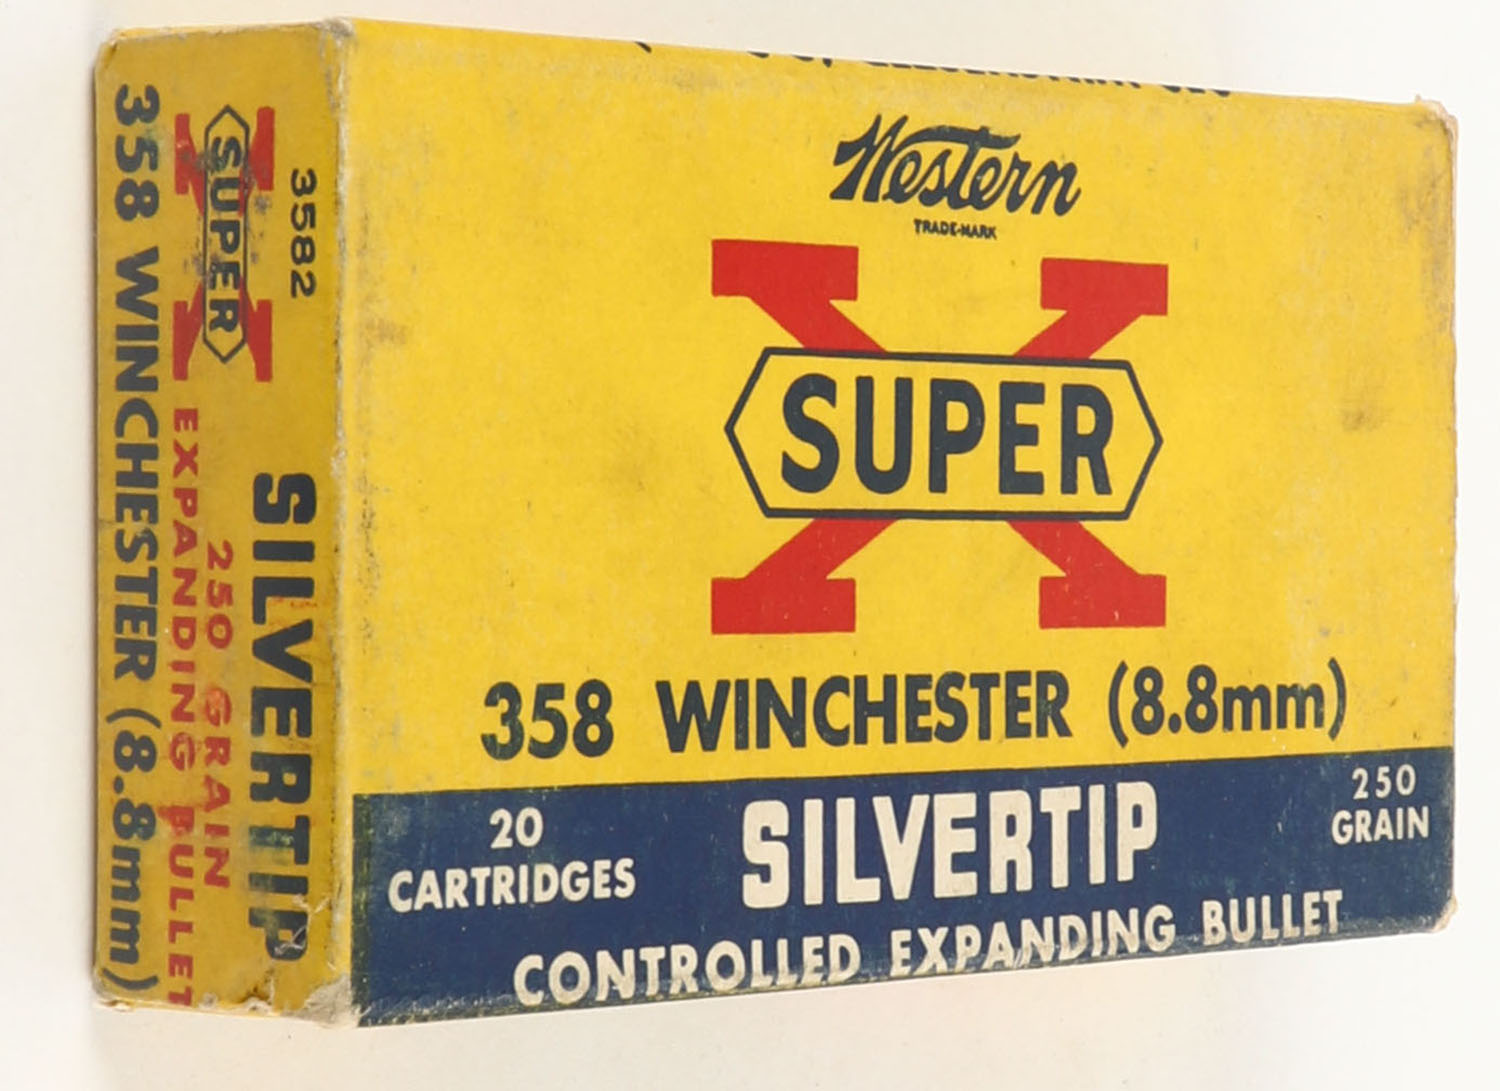 Western
TRADE-MARK
X
SUPER
358 WINCHESTER (8.8mm)
20
CARTRIDGES
SILVERTIP
250
GRAIN
CONTROLLED EXPANDING BULLET
3582
X
SUPER
SILVERTIP
250 GRAIN
EXPANDING BULLET
358 WINCHESTER (8.8mm)